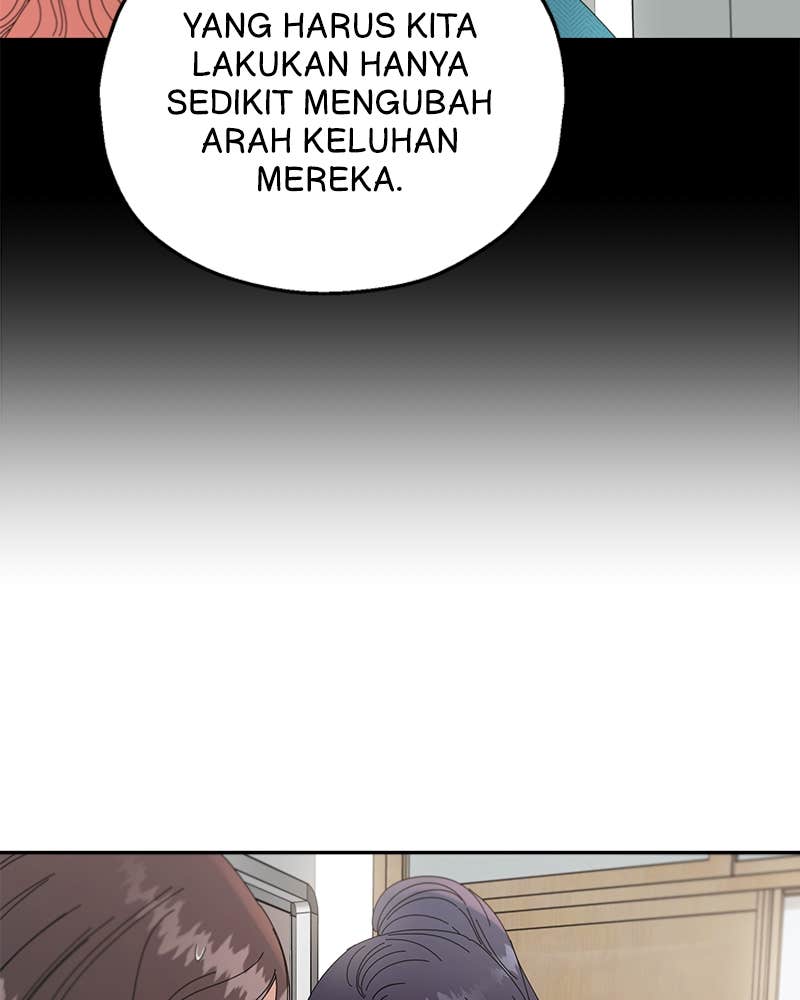 YANG HARUS KITA
LAKUKAN HANYA
SEDIKIT MENGUBAH
ARAH KELUHAN
MEREKA.